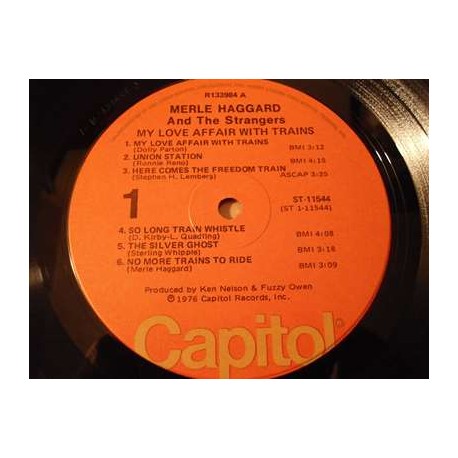 R133984 A
MERLE HAGGARD
And The Strangers
MY LOVE AFFAIR WITH TRAINS
1. MY LOVE AFFAIR WITH TRAINS
(Dolly Parton) BMI 3:12
2. UNION STATION
(Ronnie Reno) BMI 4:15
3. HERE COMES THE FREEDOM TRAIN
(Stephen H. Lemberg) ASCAP 3:25
1
ST-11544
(ST 1-11544)
4. SO LONG TRAIN WHISTLE
(D. Kirby-L. Quadling) BMI 4:08
5. THE SILVER GHOST
(Sterling Whipple) BMI 3:16
6. NO MORE TRAINS TO RIDE
(Merle Haggard) BMI 3:09
Produced by Ken Nelson & Fuzzy Owen
℗1976 Capitol Records, Inc.
Capitol®